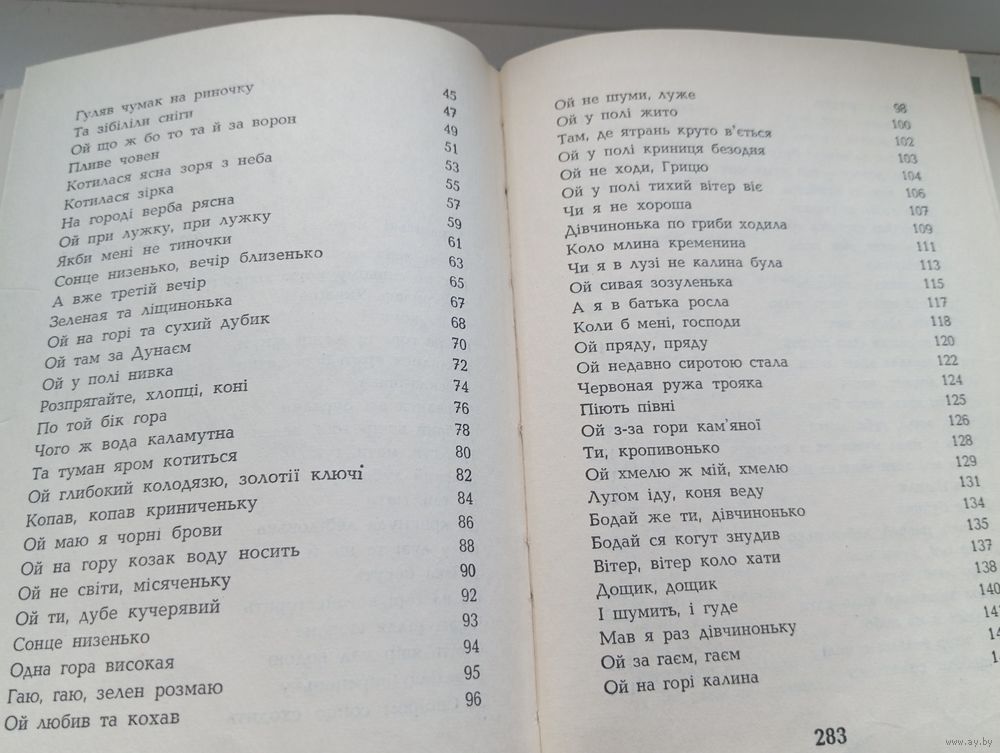 Гуляв чумак на риночку 45
Та зібіліли сніги 47
Ой що ж бо то та й за ворон 49
Пливе човен 51
Котилася ясна зоря з неба 53
Котилася зірка 55
На городі верба рясна 57
Ой при лужку, при лужку 59
Якби мені не тиночки 61
Сонце низенько, вечір близенько 63
А вже третій вечір 65
Зеленая та ліщинонька 67
Ой на горі та сухий дубик 68
Ой там за Дунаєм 70
Ой у полі нивка 72
Розпрягайте, хлопці, коні 74
По той бік гора 76
Чого ж вода каламутна 78
Та туман яром котиться 80
Ой глибокий колодязю, золотії ключі 82
Копав, копав криниченьку 84
Ой маю я чорні брови 86
Ой на гору козак воду носить 88
Ой не світи, місяченьку 90
Ой ти, дубе кучерявий 92
Сонце низенько 93
Одна гора високая 94
Гаю, гаю, зелен розмаю 95
Ой любив та кохав 96
Ой не шуми, луже 98
Ой у полі жито 100
Там, де ятрань круто в'ється 102
Ой у полі криниця безодня 103
Ой не ходи, Грицю 104
Ой у полі тихий вітер віє 106
Чи я не хороша 107
Дівчинонька по гриби ходила 109
Коло млина кременина 111
Чи я в лузі не калина була 113
Ой сивая зозуленька 115
А я в батька росла 117
Коли б мені, господи 118
Ой пряду, пряду 120
Ой недавно сиротою стала 122
Червоная ружа трояка 124
Піють півні 125
Ой з-за гори кам'яної 126
Ти, кропивонько 128
Ой хмелю ж мій, хмелю 129
Лугом іду, коня веду 131
Бодай же ти, дівчинонько 134
Бодай ся когут знудив 135
Вітер, вітер коло хати 137
Дощик, дощик 138
І шумить, і гуде 140
Мав я раз дівчиноньку
Ой за гаєм, гаєм
Ой на горі калина
283
www.ay.by